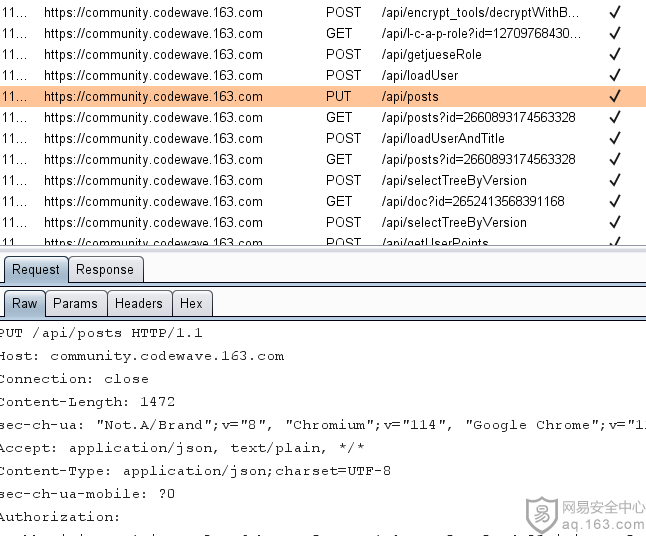 11... https://community.codewave.163.com POST /api/encrypt_tools/decryptWithB... ✓
11... https://community.codewave.163.com GET /api/l-c-a-p-role?id=12709768430... ✓
11... https://community.codewave.163.com POST /api/getjueseRole ✓
11... https://community.codewave.163.com POST /api/loadUser ✓
11... https://community.codewave.163.com PUT /api/posts ✓
11... https://community.codewave.163.com GET /api/posts?id=2660893174563328 ✓
11... https://community.codewave.163.com POST /api/loadUserAndTitle ✓
11... https://community.codewave.163.com GET /api/posts?id=2660893174563328 ✓
11... https://community.codewave.163.com POST /api/selectTreeByVersion ✓
11... https://community.codewave.163.com GET /api/doc?id=2652413568391168 ✓
11... https://community.codewave.163.com POST /api/selectTreeByVersion ✓
11... https://community.codewave.163.com POST /api/getUserPoints ✓
Request Response
Raw Params Headers Hex
PUT /api/posts HTTP/1.1
Host: community.codewave.163.com
Connection: close
Content-Length: 1472
sec-ch-ua: "Not.A/Brand";v="8", "Chromium";v="114", "Google Chrome";v="11
Accept: application/json, text/plain, */*
Content-Type: application/json;charset=UTF-8
sec-ch-ua-mobile: ?0
Authorization:
网易安全中心
aq.163.com